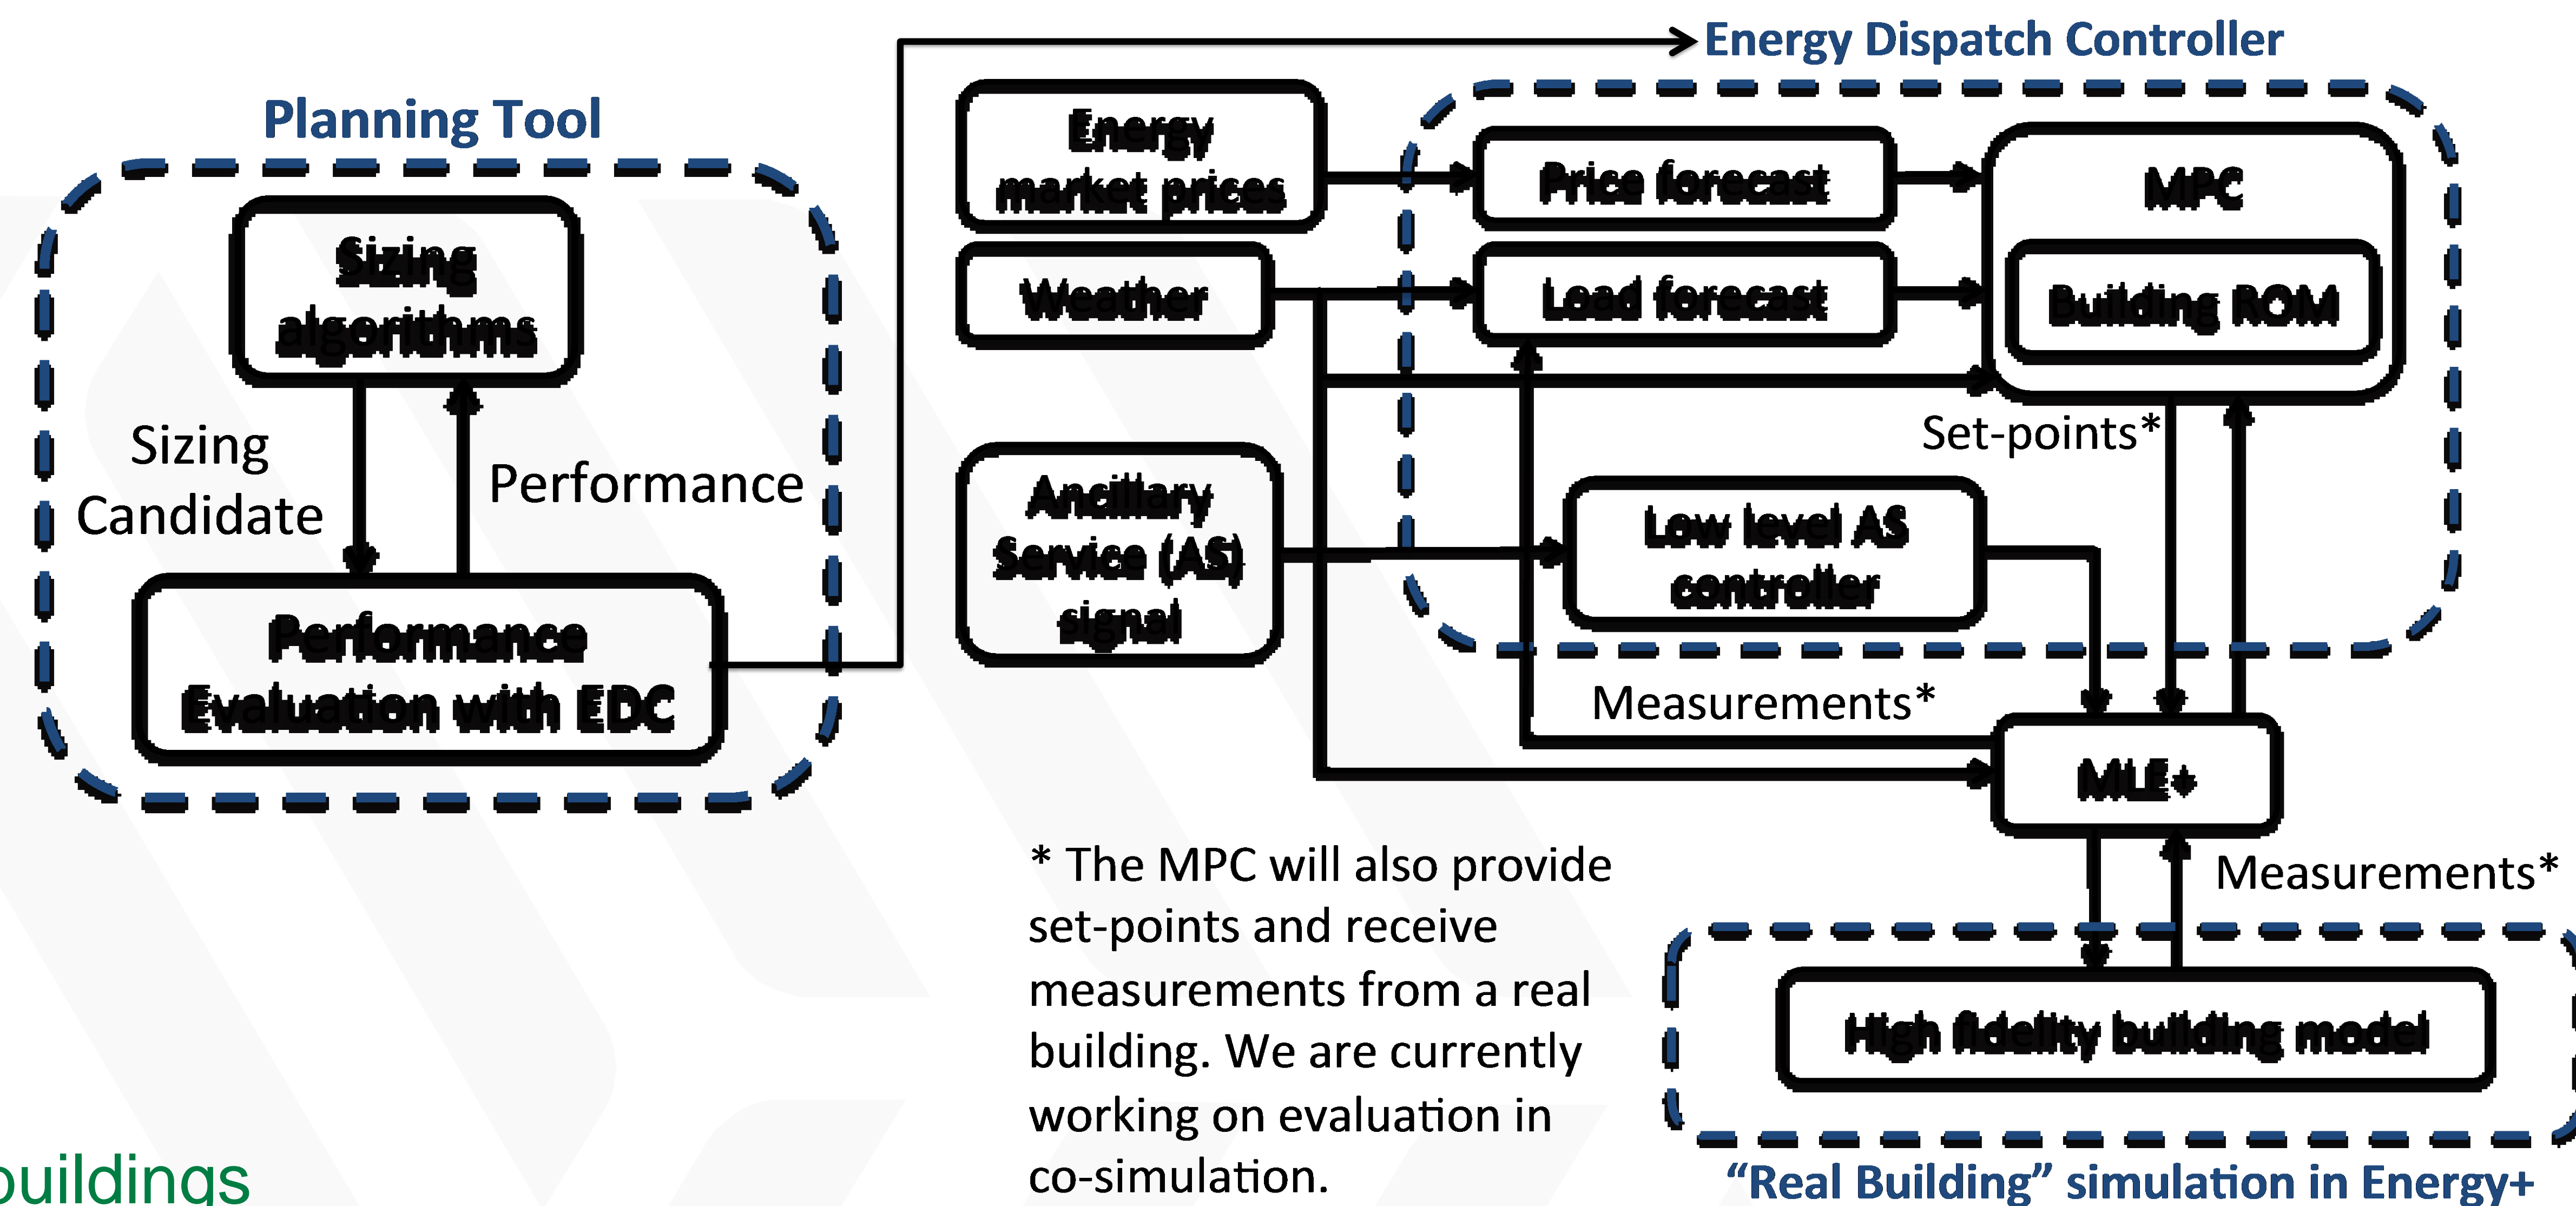 Planning Tool
Sizing
algorithms
Sizing
Candidate
Performance
Performance
Evaluation with EDC
Energy Dispatch Controller
Energy
market prices
Price forecast
MPC
Weather
Load forecast
Building ROM
Set-points*
Ancillary
Service (AS)
signal
Low level AS
controller
Measurements*
MLE+
* The MPC will also provide
set-points and receive
measurements from a real
building. We are currently
working on evaluation in
co-simulation.
Measurements*
High fidelity building model
“Real Building” simulation in Energy+
buildings